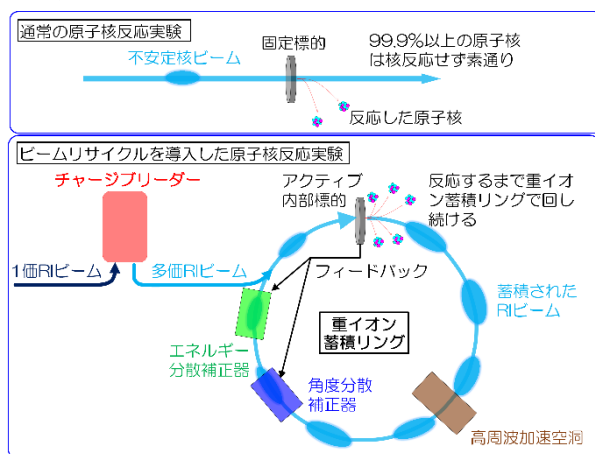 通常の原子核反応実験
不安定核ビーム
固定標的
99.9%以上の原子核
は核反応せず素通り
反応した原子核
ビームリサイクルを導入した原子核反応実験
チャージブリーダー
アクティブ
内部標的
反応するまで重イオ
ン蓄積リングで回し
続ける
1価RIビーム
多価RIビーム
フィードバック
蓄積された
RIビーム
重イオン
蓄積リング
エネルギー
分散補正器
角度分散
補正器
高周波加速空洞